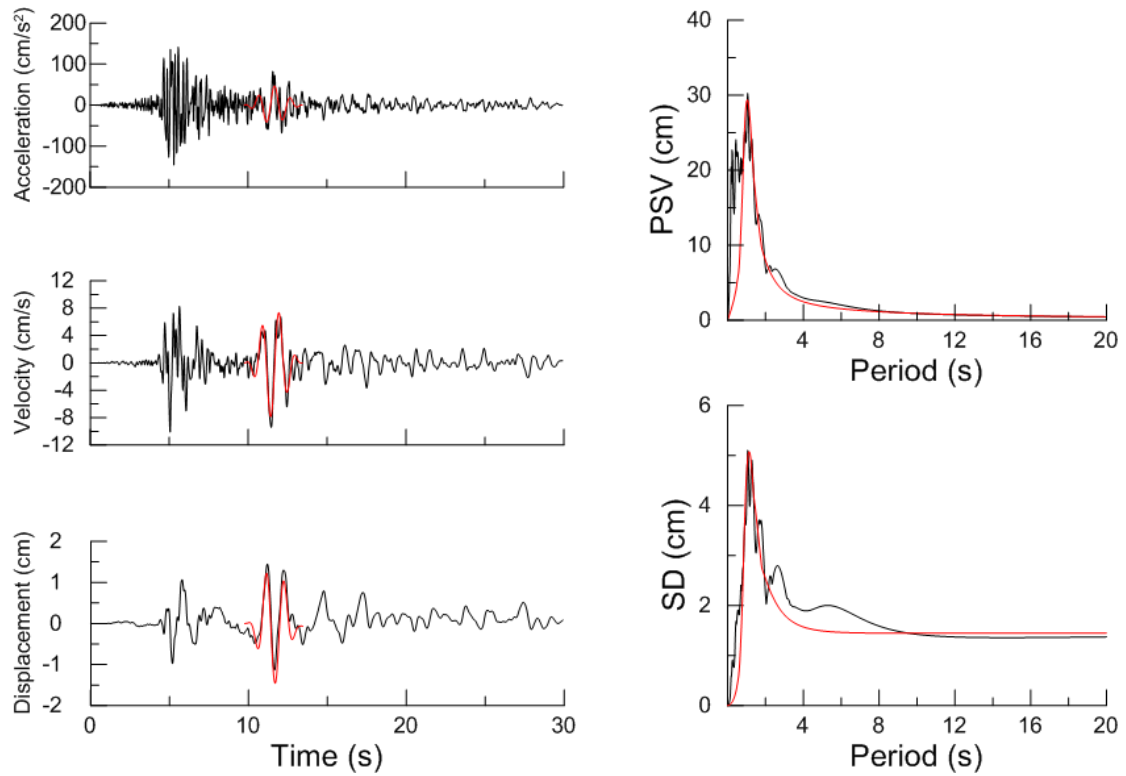 Acceleration (cm/s²)
200
100
0
-100
-200
Velocity (cm/s)
12
8
4
0
-4
-8
-12
Displacement (cm)
2
1
0
-1
-2
0 10 20 30
Time (s)
PSV (cm)
40
30
20
10
0
4 8 12 16 20
Period (s)
SD (cm)
6
4
2
0
4 8 12 16 20
Period (s)